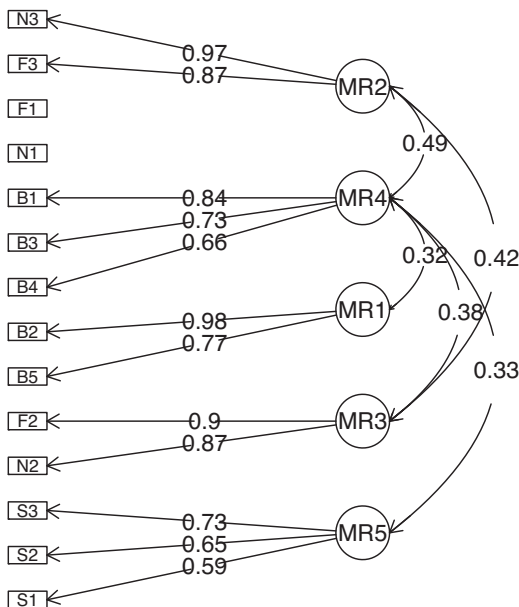 N3
0.97
F3
0.87
MR2
F1
0.49
N1
B1
0.84
MR4
0.73
B3
0.66
0.32
0.42
B4
0.98
MR1
0.38
B2
0.77
0.33
B5
F2
0.9
MR3
0.87
N2
S3
0.73
MR5
0.65
S2
0.59
S1